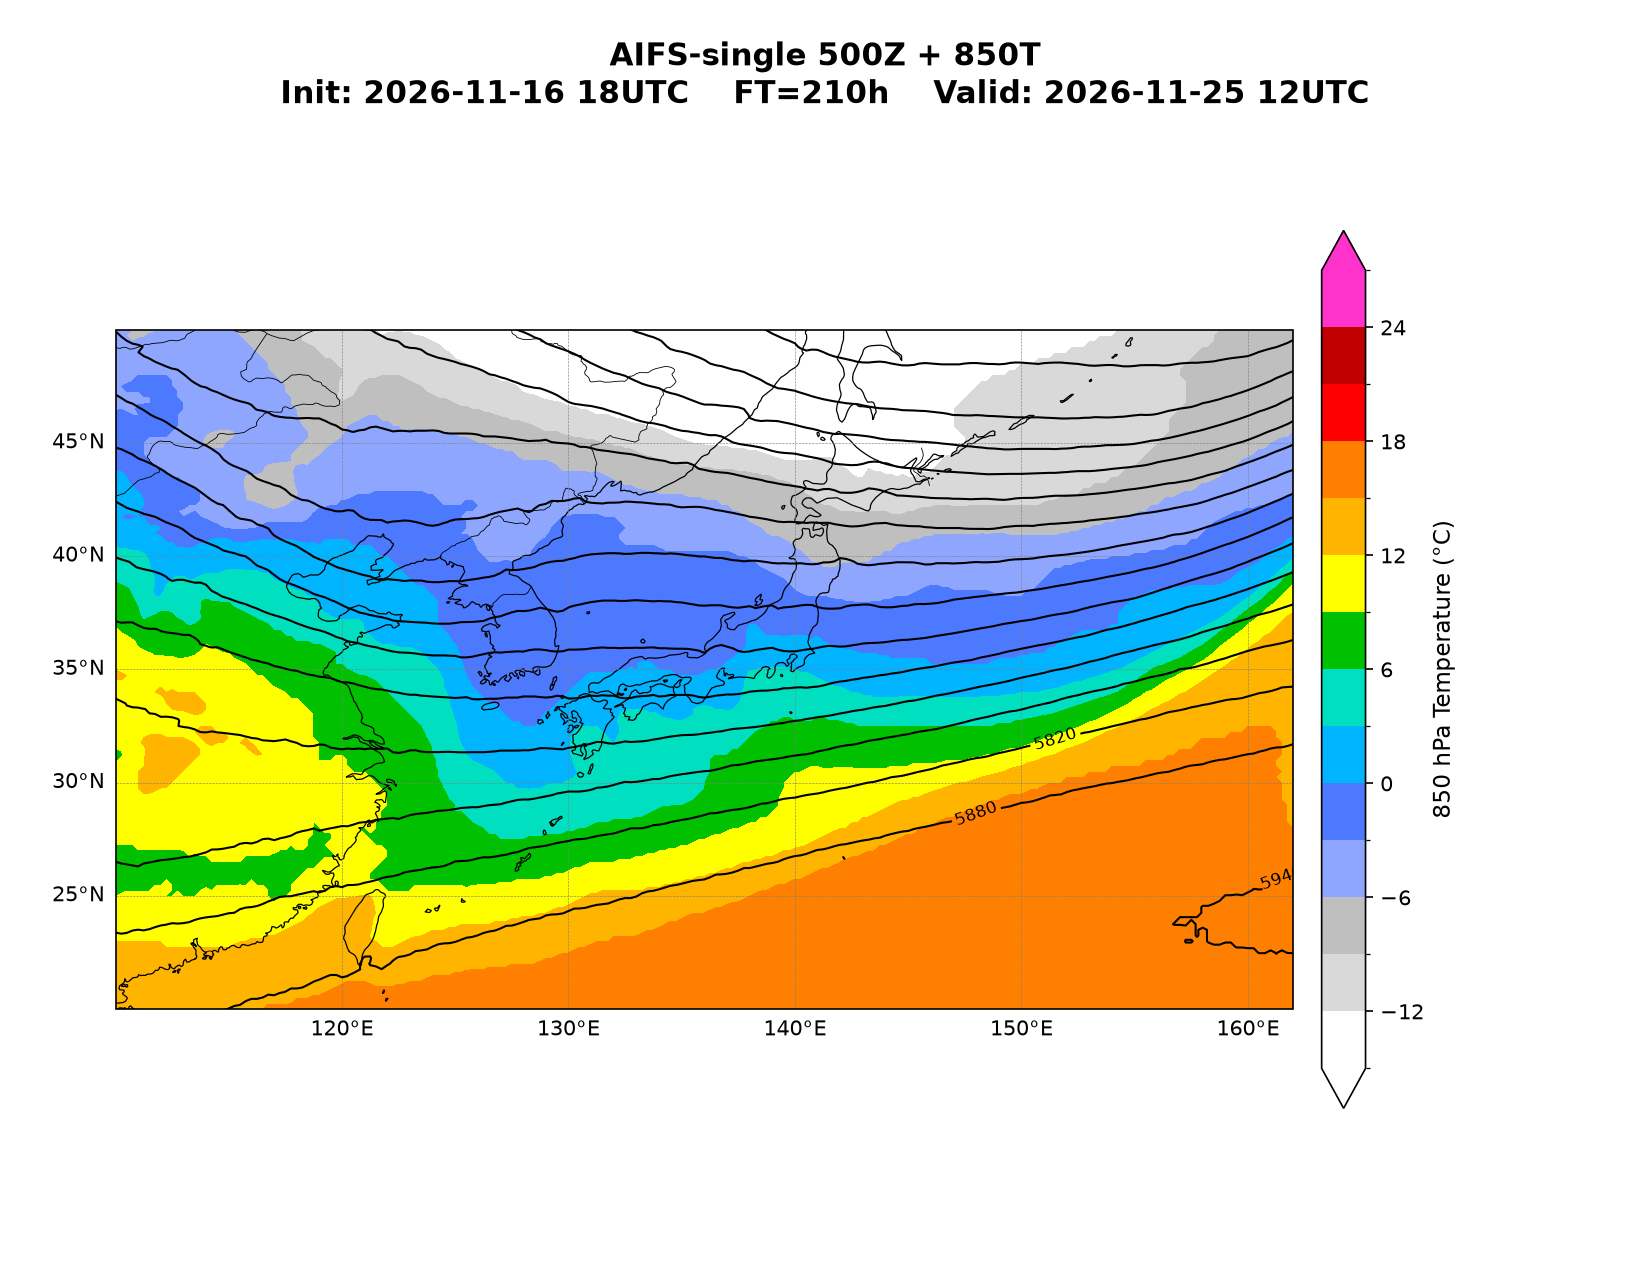 AIFS-single 500Z + 850T
Init: 2026-11-16 18UTC    FT=210h    Valid: 2026-11-25 12UTC
45°N
40°N
35°N
30°N
25°N
120°E
130°E
140°E
150°E
160°E
5820
5880
594
24
18
12
6
0
−6
−12
850 hPa Temperature (°C)